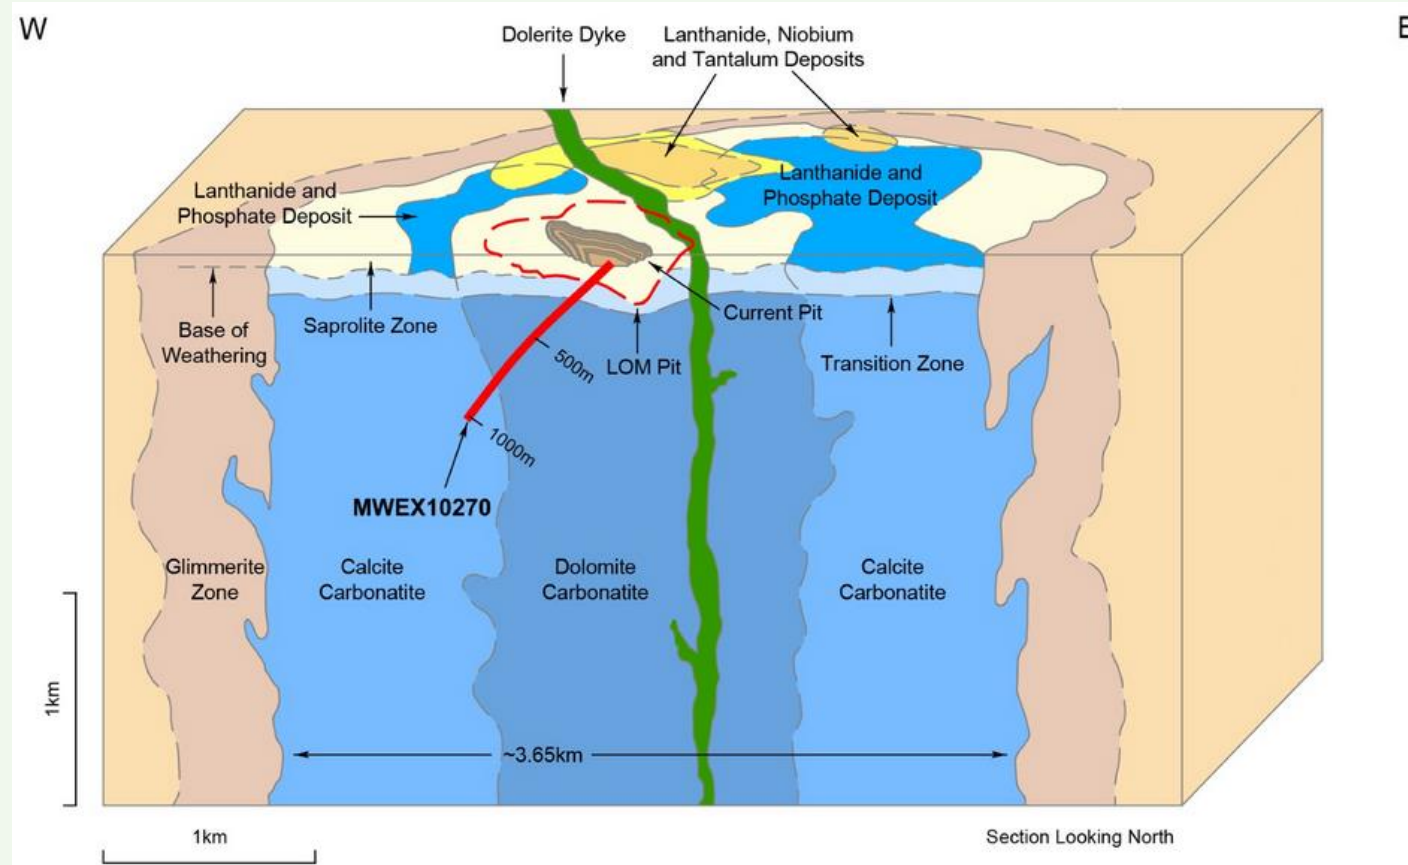 W
E
Dolerite Dyke
Lanthanide, Niobium
and Tantalum Deposits
Lanthanide and
Phosphate Deposit
Lanthanide and
Phosphate Deposit
Base of
Weathering
Saprolite Zone
500m
LOM Pit
Current Pit
Transition Zone
1000m
MWEX10270
Glimmerite
Zone
Calcite
Carbonatite
Dolomite
Carbonatite
Calcite
Carbonatite
1km
~3.65km
1km
Section Looking North